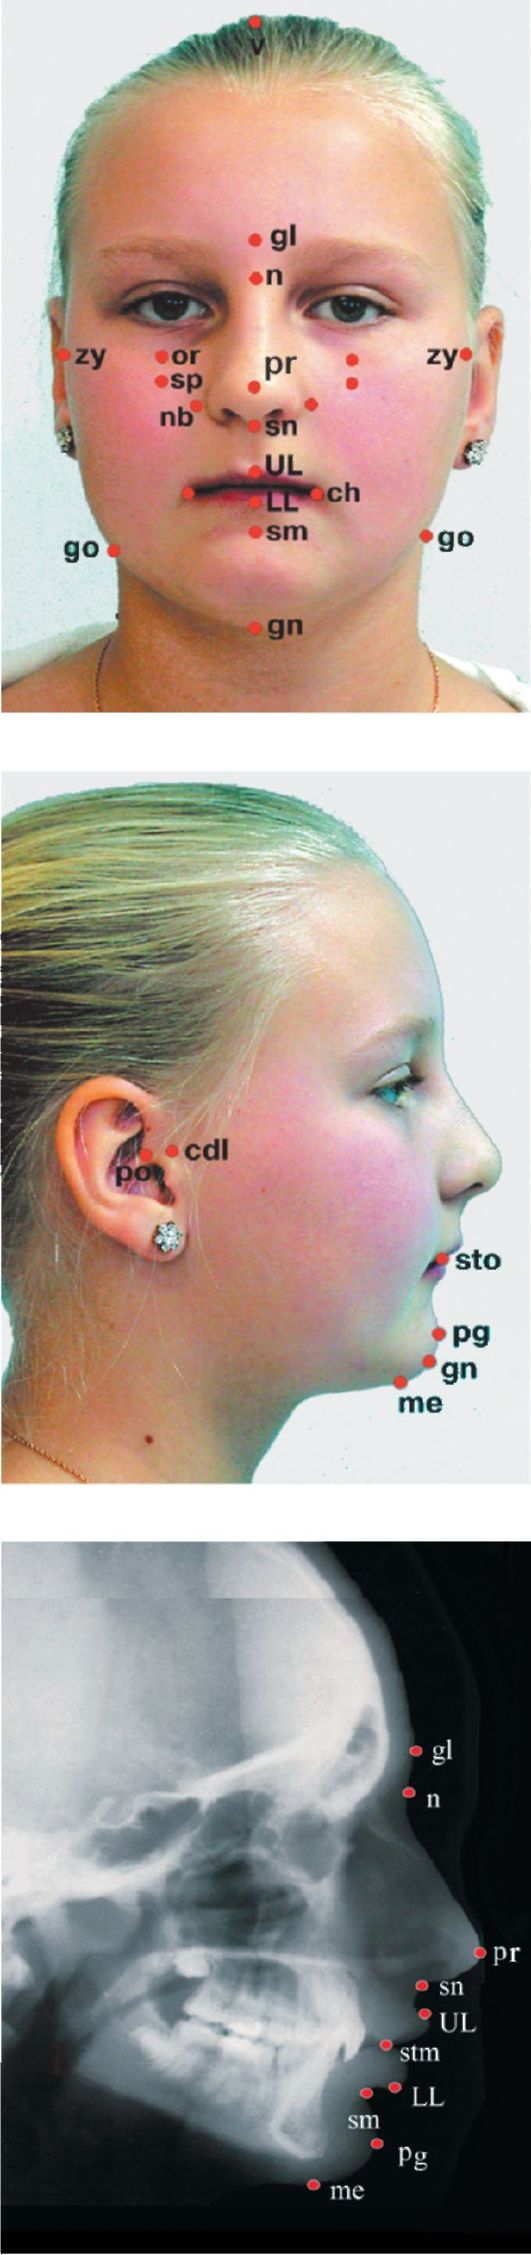 v
gl
n
zy or pr zy
sp
nb sn
UL
ch
LL
sm
go go
gn
cdl
po
sto
pg
gn
me
gl
n
pr
sn
UL
stm
LL
sm
pg
me